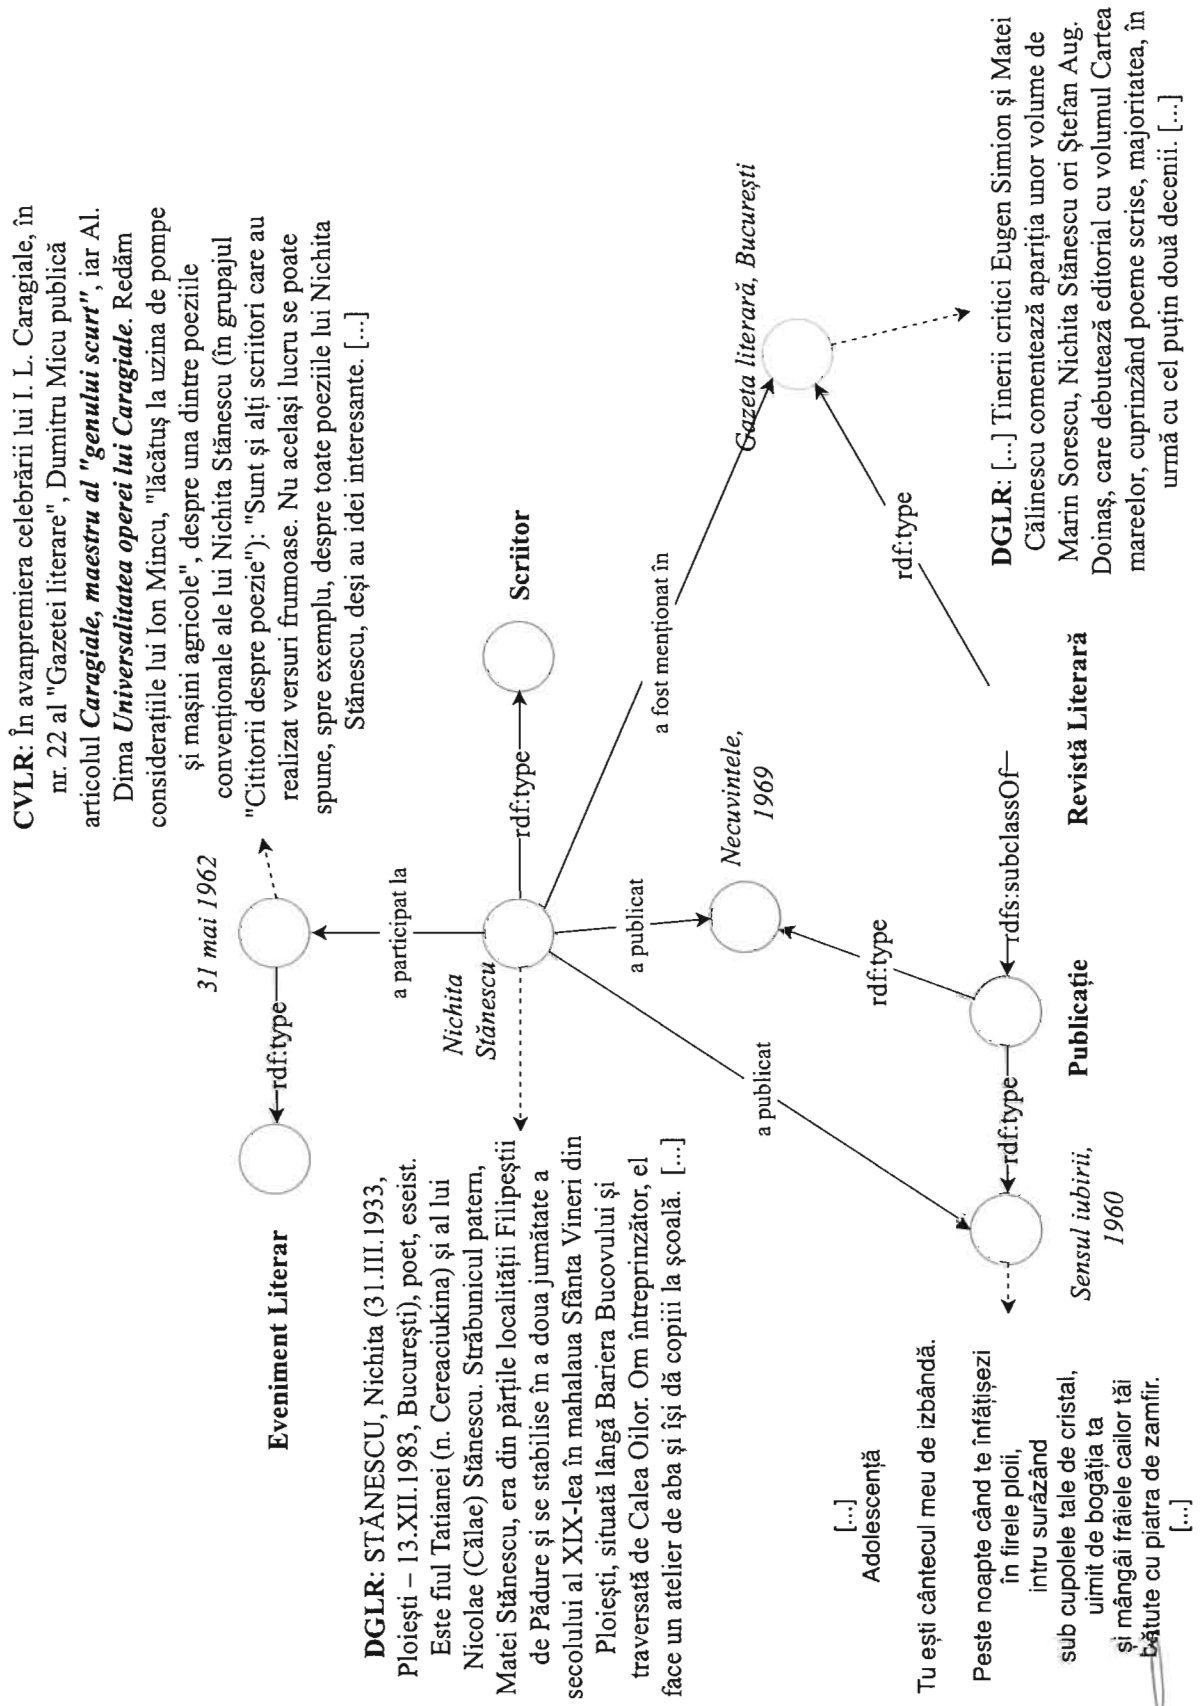 CVLR: În avanpremiera celebrării lui I. L. Caragiale, în
nr. 22 al "Gazetei literare", Dumitru Micu publică
articolul Caragiale, maestru al "genului scurt", iar Al.
Dima Universalitatea operei lui Caragiale. Redăm
considerațiile lui Ion Mincu, "lăcătuș la uzina de pompe
și mașini agricole", despre una dintre poeziile
convenționale ale lui Nichita Stănescu (în grupajul
"Cititorii despre poezie"): "Sunt și alți scriitori care au
realizat versuri frumoase. Nu același lucru se poate
spune, spre exemplu, despre toate poeziile lui Nichita
Stănescu, deși au idei interesante. [...]
31 mai 1962
rdf:type
Eveniment Literar
a participat la
Nichita
Stănescu
rdf:type
Scriitor
DGLR: STĂNESCU, Nichita (31.III.1933,
Ploiești – 13.XII.1983, București), poet, eseist.
Este fiul Tatianei (n. Cereaciukina) și al lui
Nicolae (Călae) Stănescu. Străbunicul patern,
Matei Stănescu, era din părțile localității Filipeștii
de Pădure și se stabilise în a doua jumătate a
secolului al XIX-lea în mahalaua Sfânta Vineri din
Ploiești, situată lângă Bariera Bucovului și
traversată de Calea Oilor. Om întreprinzător, el
face un atelier de aba și își dă copiii la școală. [...]
a publicat
a publicat
a fost menționat în
Necuvintele,
1969
Gazeta literară, București
rdf:type
rdf:type
rdf:type
rdfs:subclassOf
Sensul iubirii,
1960
Publicație
Revistă Literară
[...]
Adolescență
Tu ești cântecul meu de izbândă.
Peste noapte când te înfățișezi
în firele ploii,
intru surâzând
sub cupolele tale de cristal,
uimit de bogăția ta
și mângâi frâiele cailor tăi
bătute cu piatra de zamfir.
[...]
DGLR: [...] Tinerii critici Eugen Simion și Matei
Călinescu comentează apariția unor volume de
Marin Sorescu, Nichita Stănescu ori Ștefan Aug.
Doinaș, care debutează editorial cu volumul Cartea
mareelor, cuprinzând poeme scrise, majoritatea, în
urmă cu cel puțin două decenii. [...]